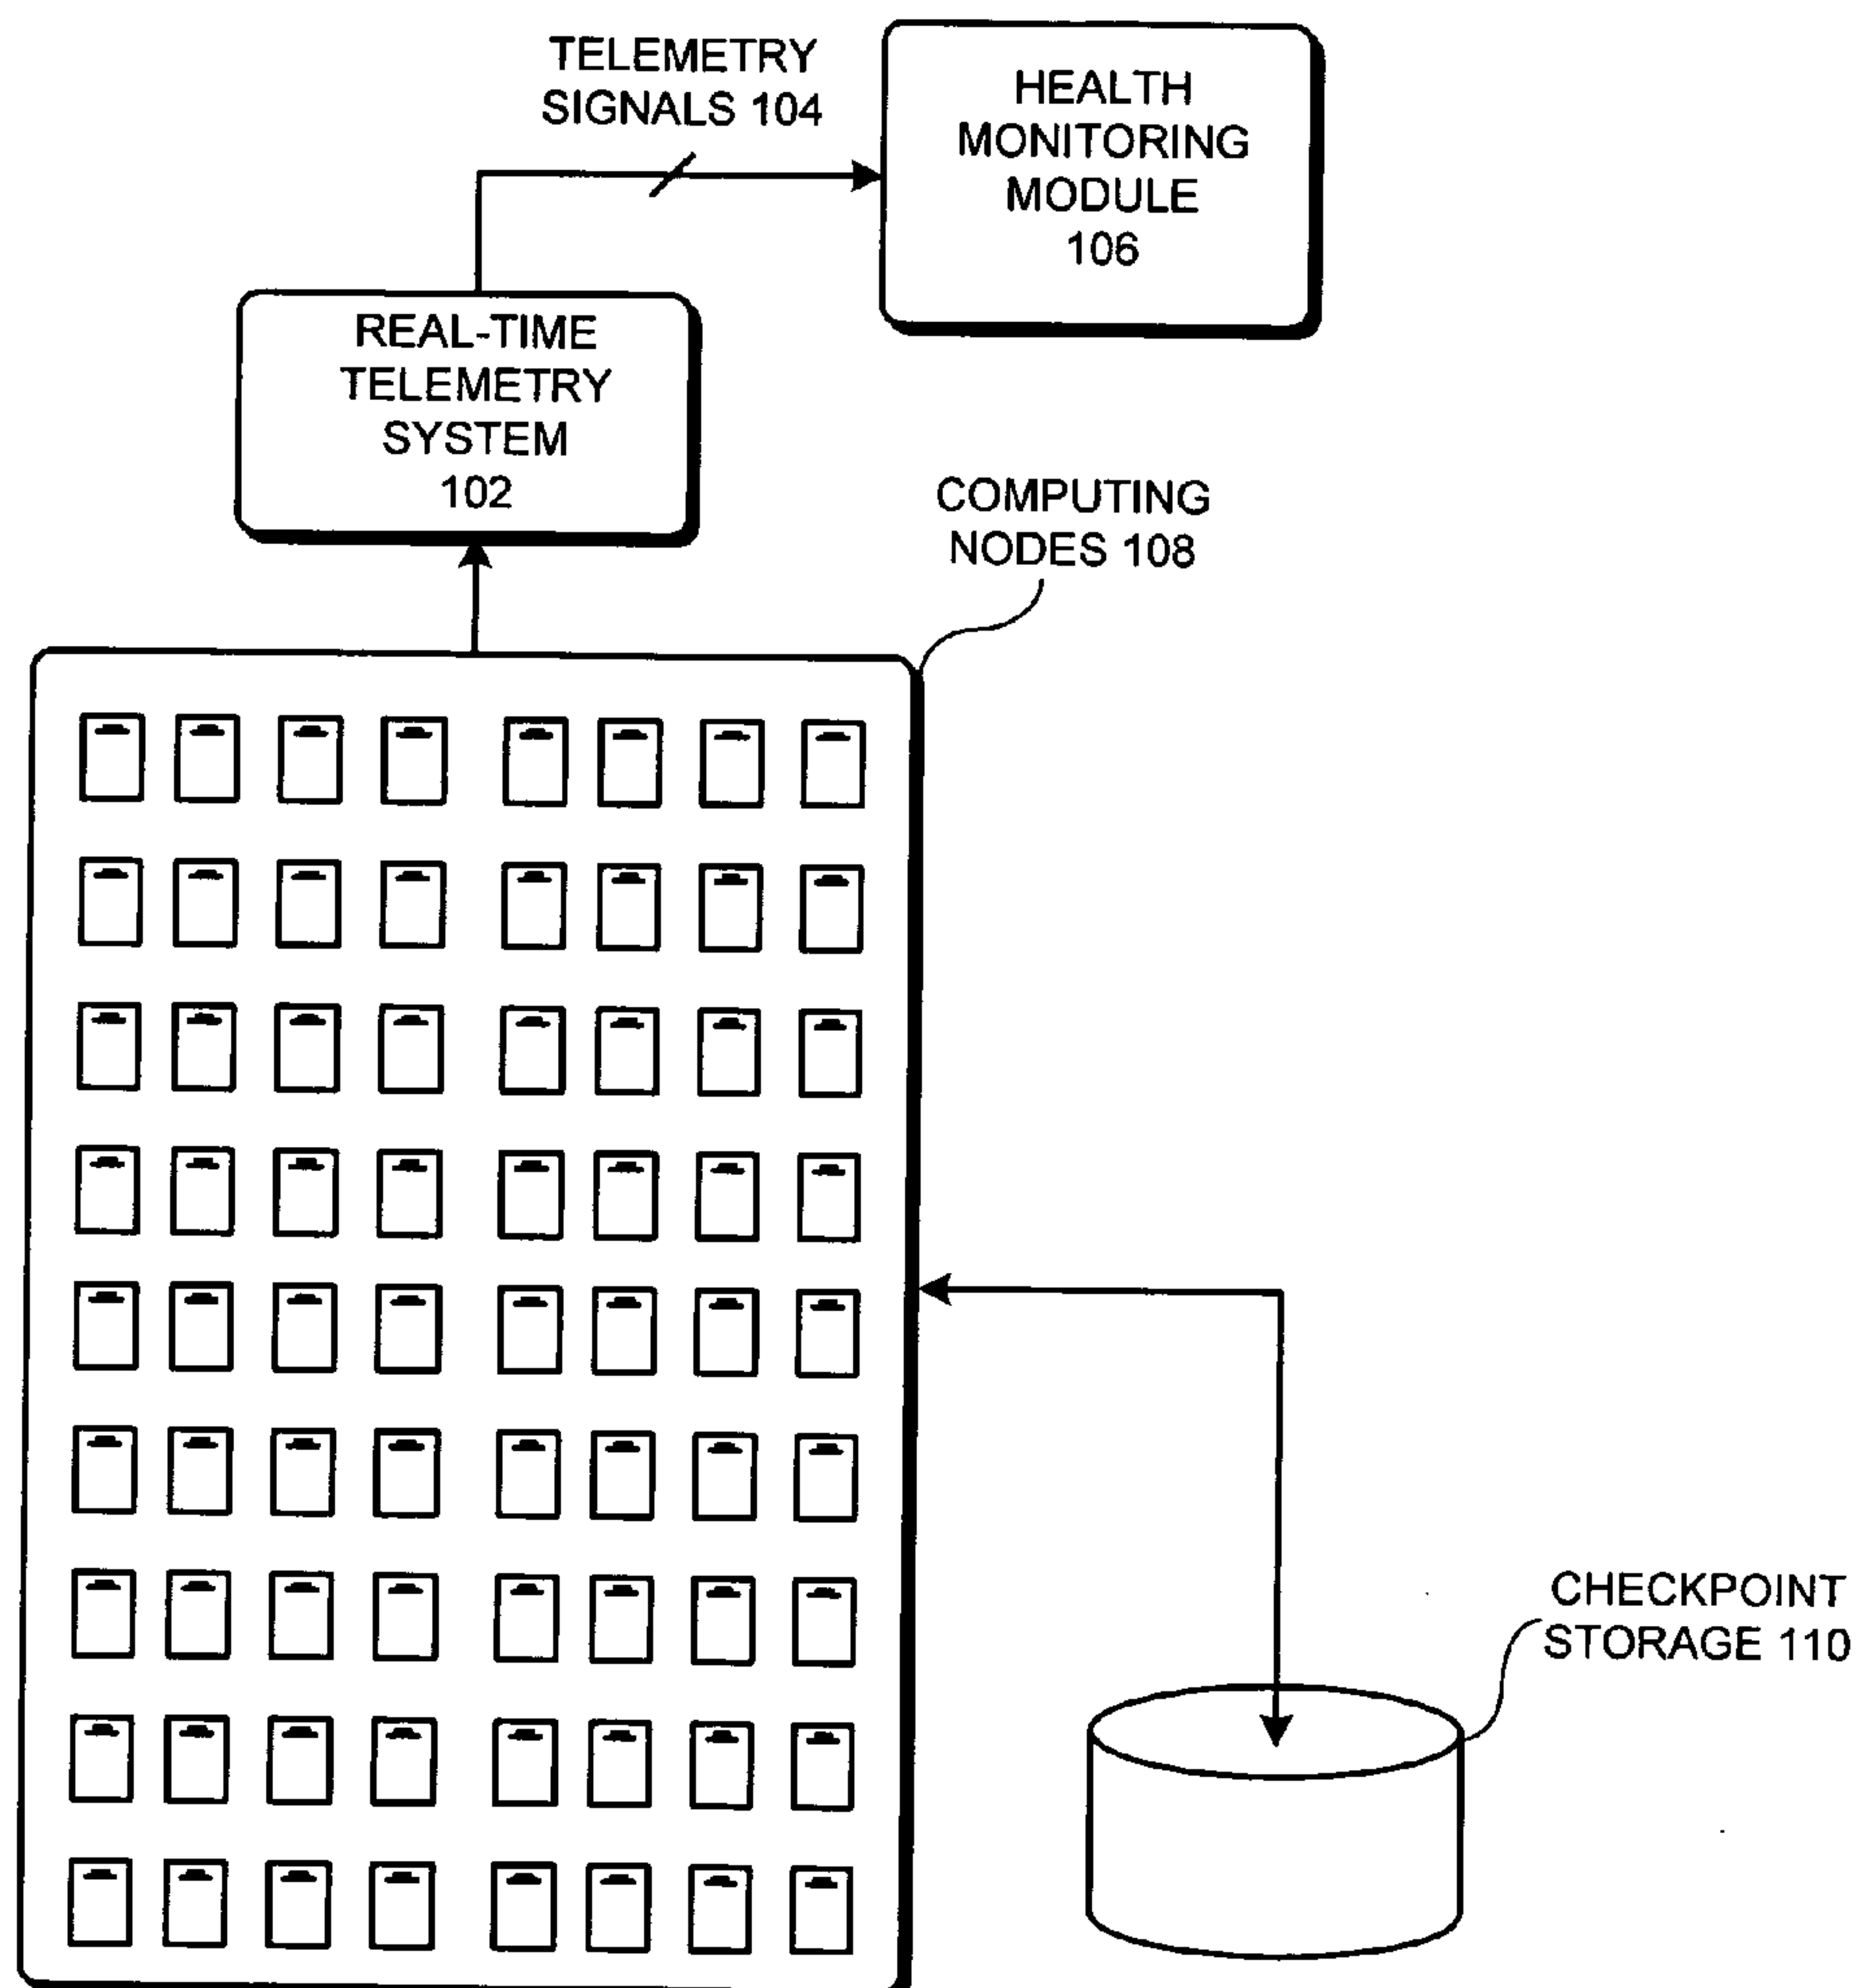 TELEMETRY
SIGNALS 104
HEALTH
MONITORING
MODULE
106
REAL-TIME
TELEMETRY
SYSTEM
102
COMPUTING
NODES 108
CHECKPOINT
STORAGE 110